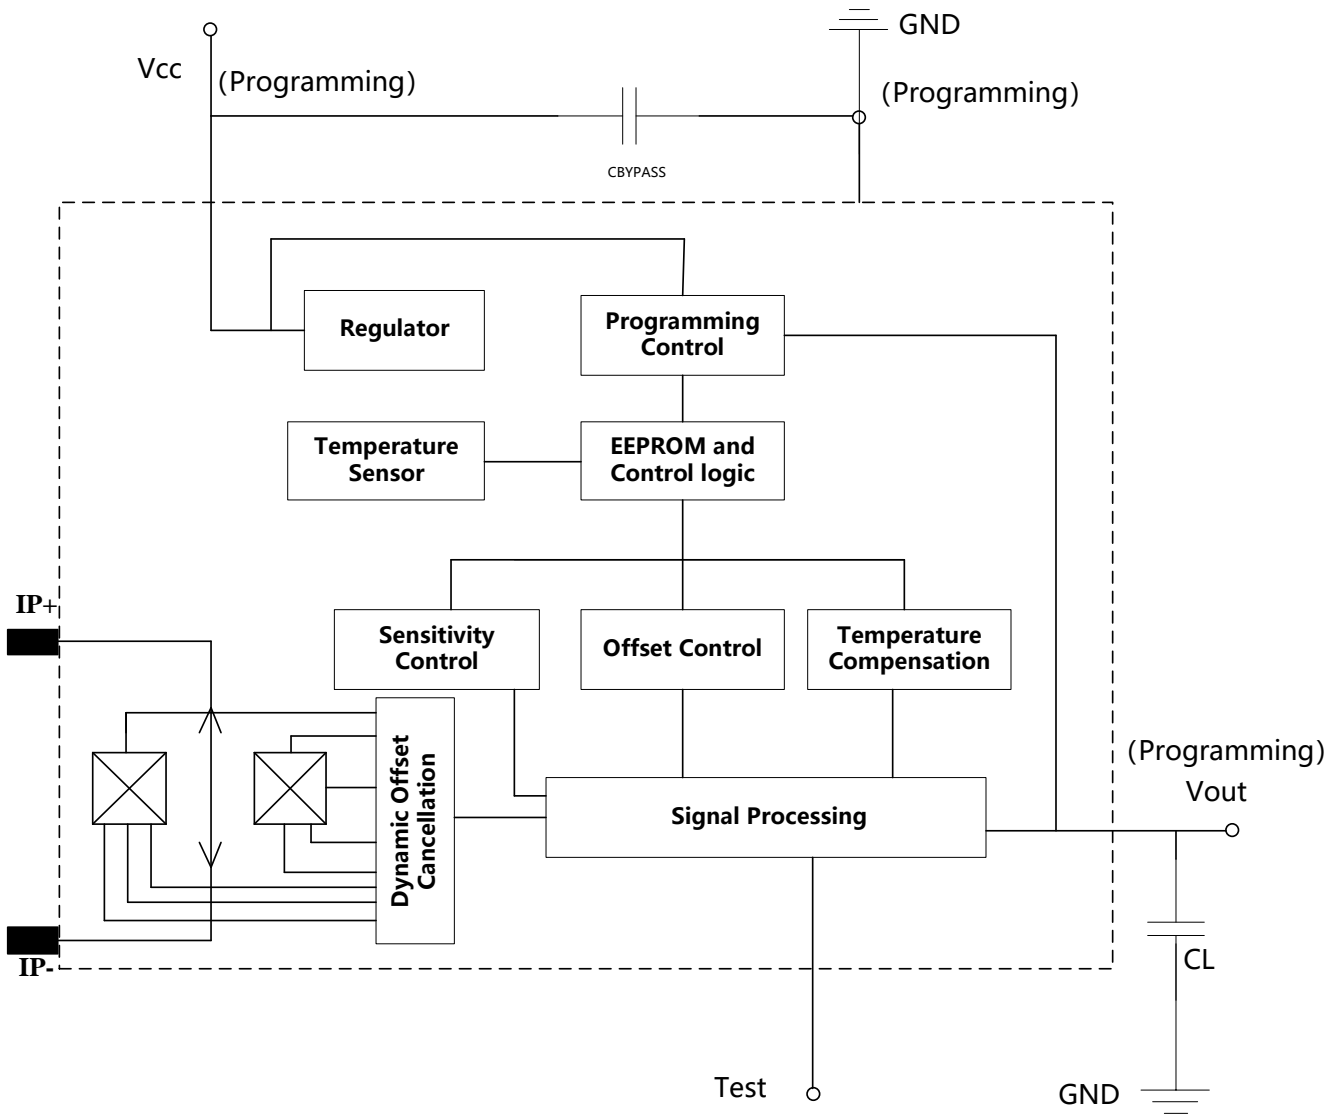 GND
Vcc
(Programming)
(Programming)
CBYPASS
Regulator
Programming
Control
Temperature
Sensor
EEPROM and
Control logic
IP+
Sensitivity
Control
Offset Control
Temperature
Compensation
Dynamic Offset
Cancellation
Signal Processing
(Programming)
Vout
IP-
CL
Test
GND